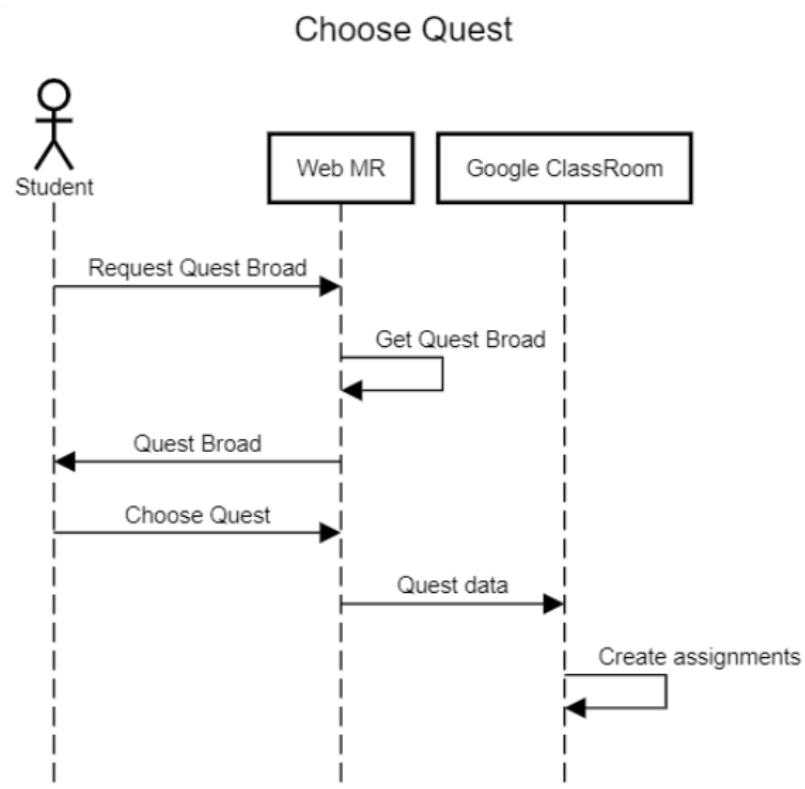 Choose Quest
Student
Web MR
Google ClassRoom
Request Quest Broad
Get Quest Broad
Quest Broad
Choose Quest
Quest data
Create assignments